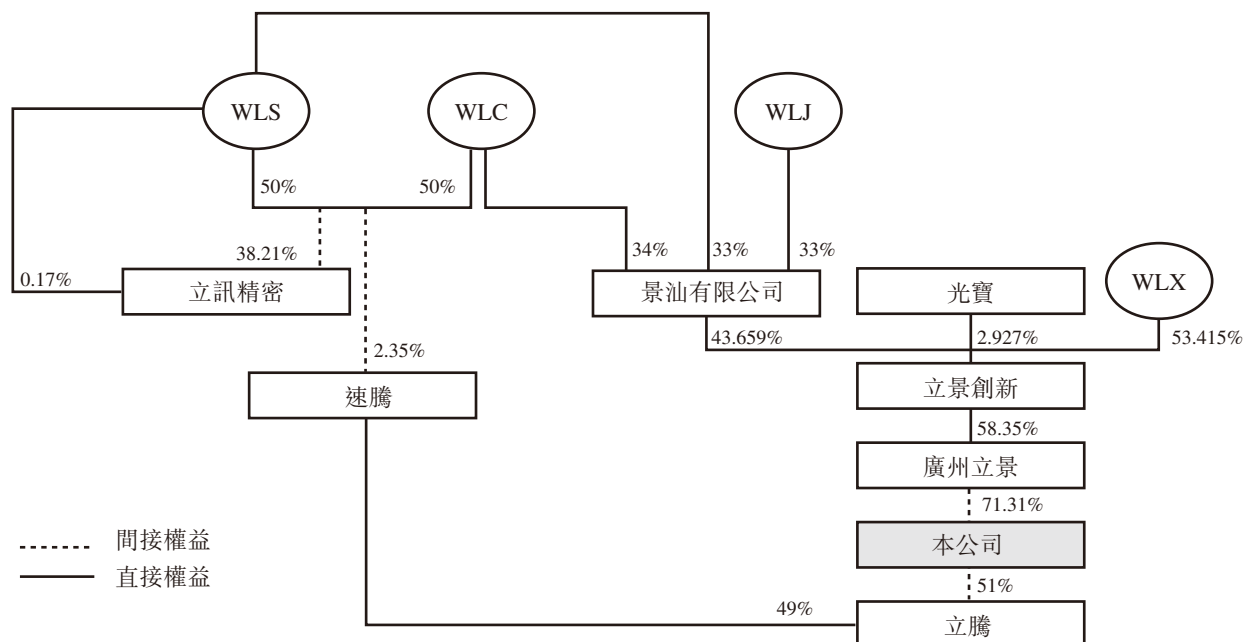 WLS
WLC
WLJ
50%
50%
34%
33%
33%
38.21%
0.17%
立訊精密
景汕有限公司
光寶
WLX
43.659%
2.927%
53.415%
2.35%
速騰
立景創新
58.35%
廣州立景
71.31%
間接權益
本公司
直接權益
51%
49%
立騰